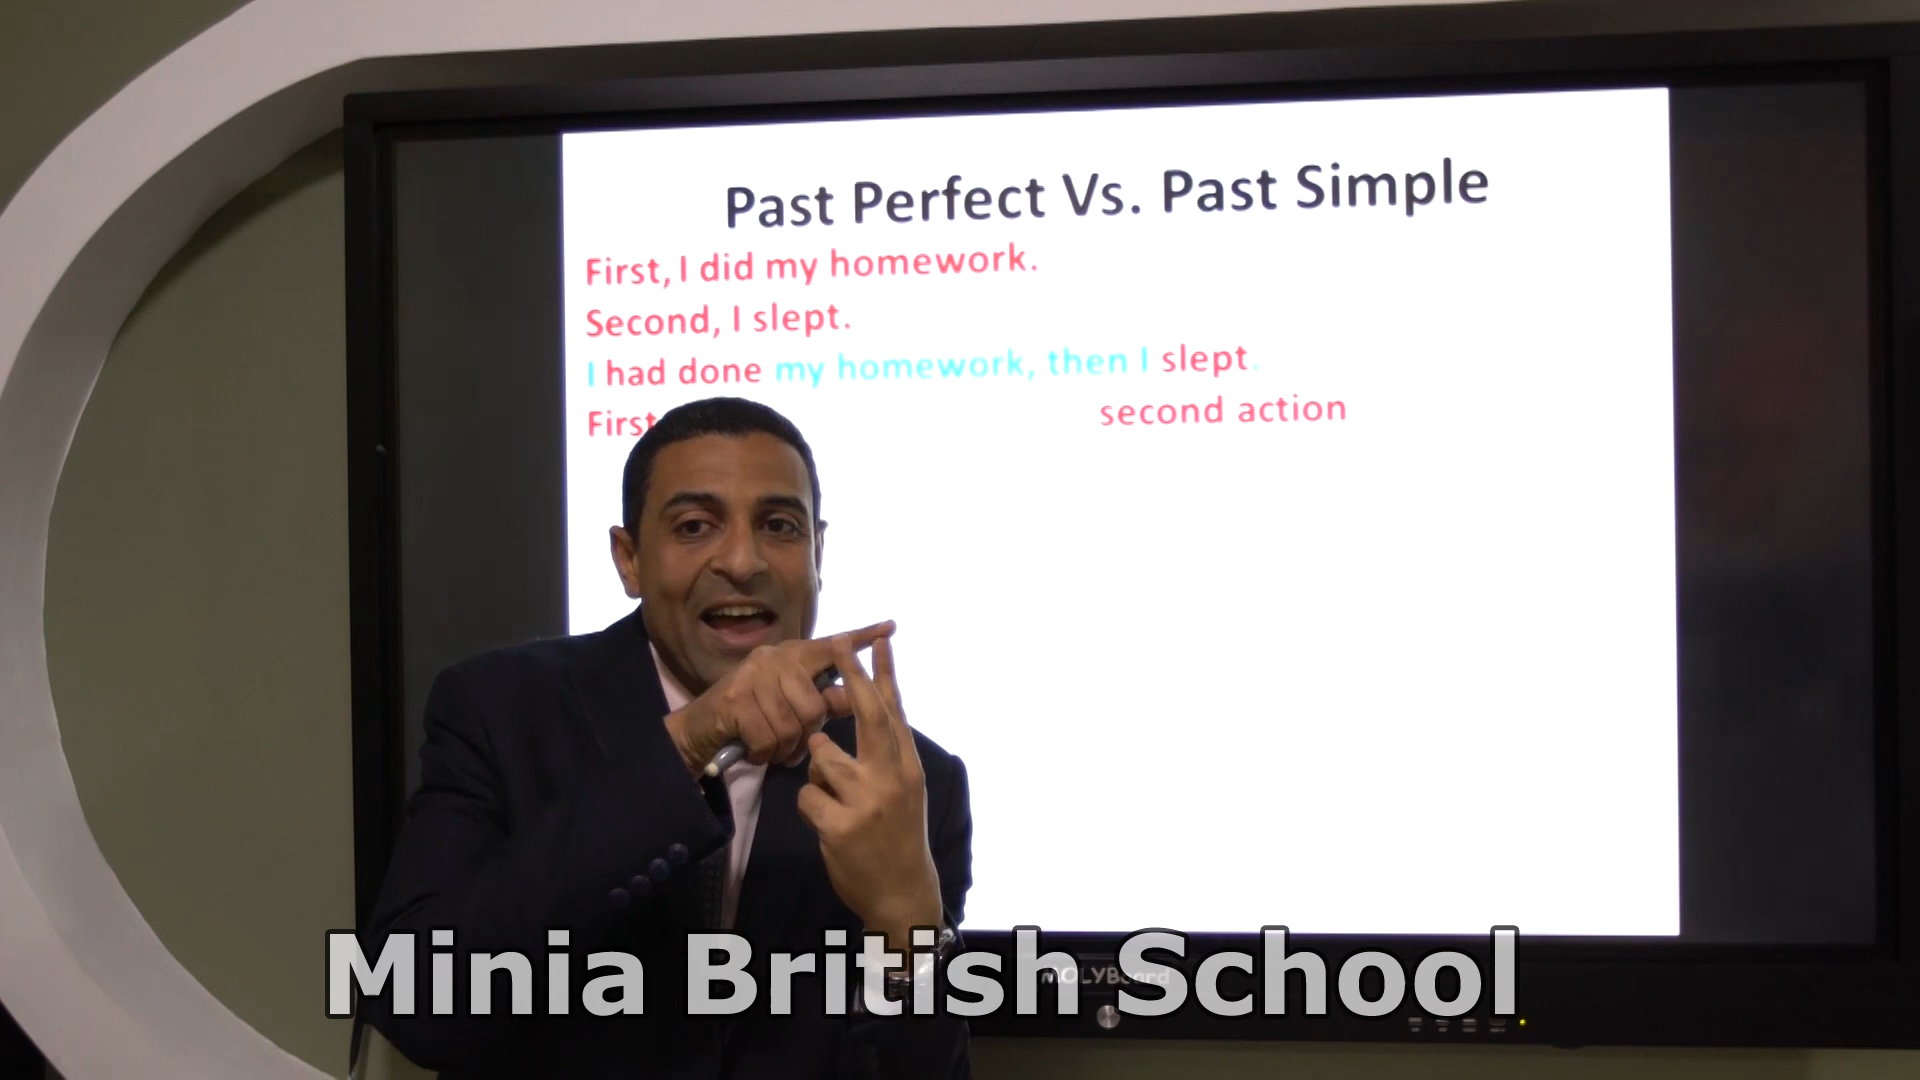 Past Perfect Vs. Past Simple
First, I did my homework.
Second, I slept.
I had done my homework, then I slept.
First second action
Minia British School